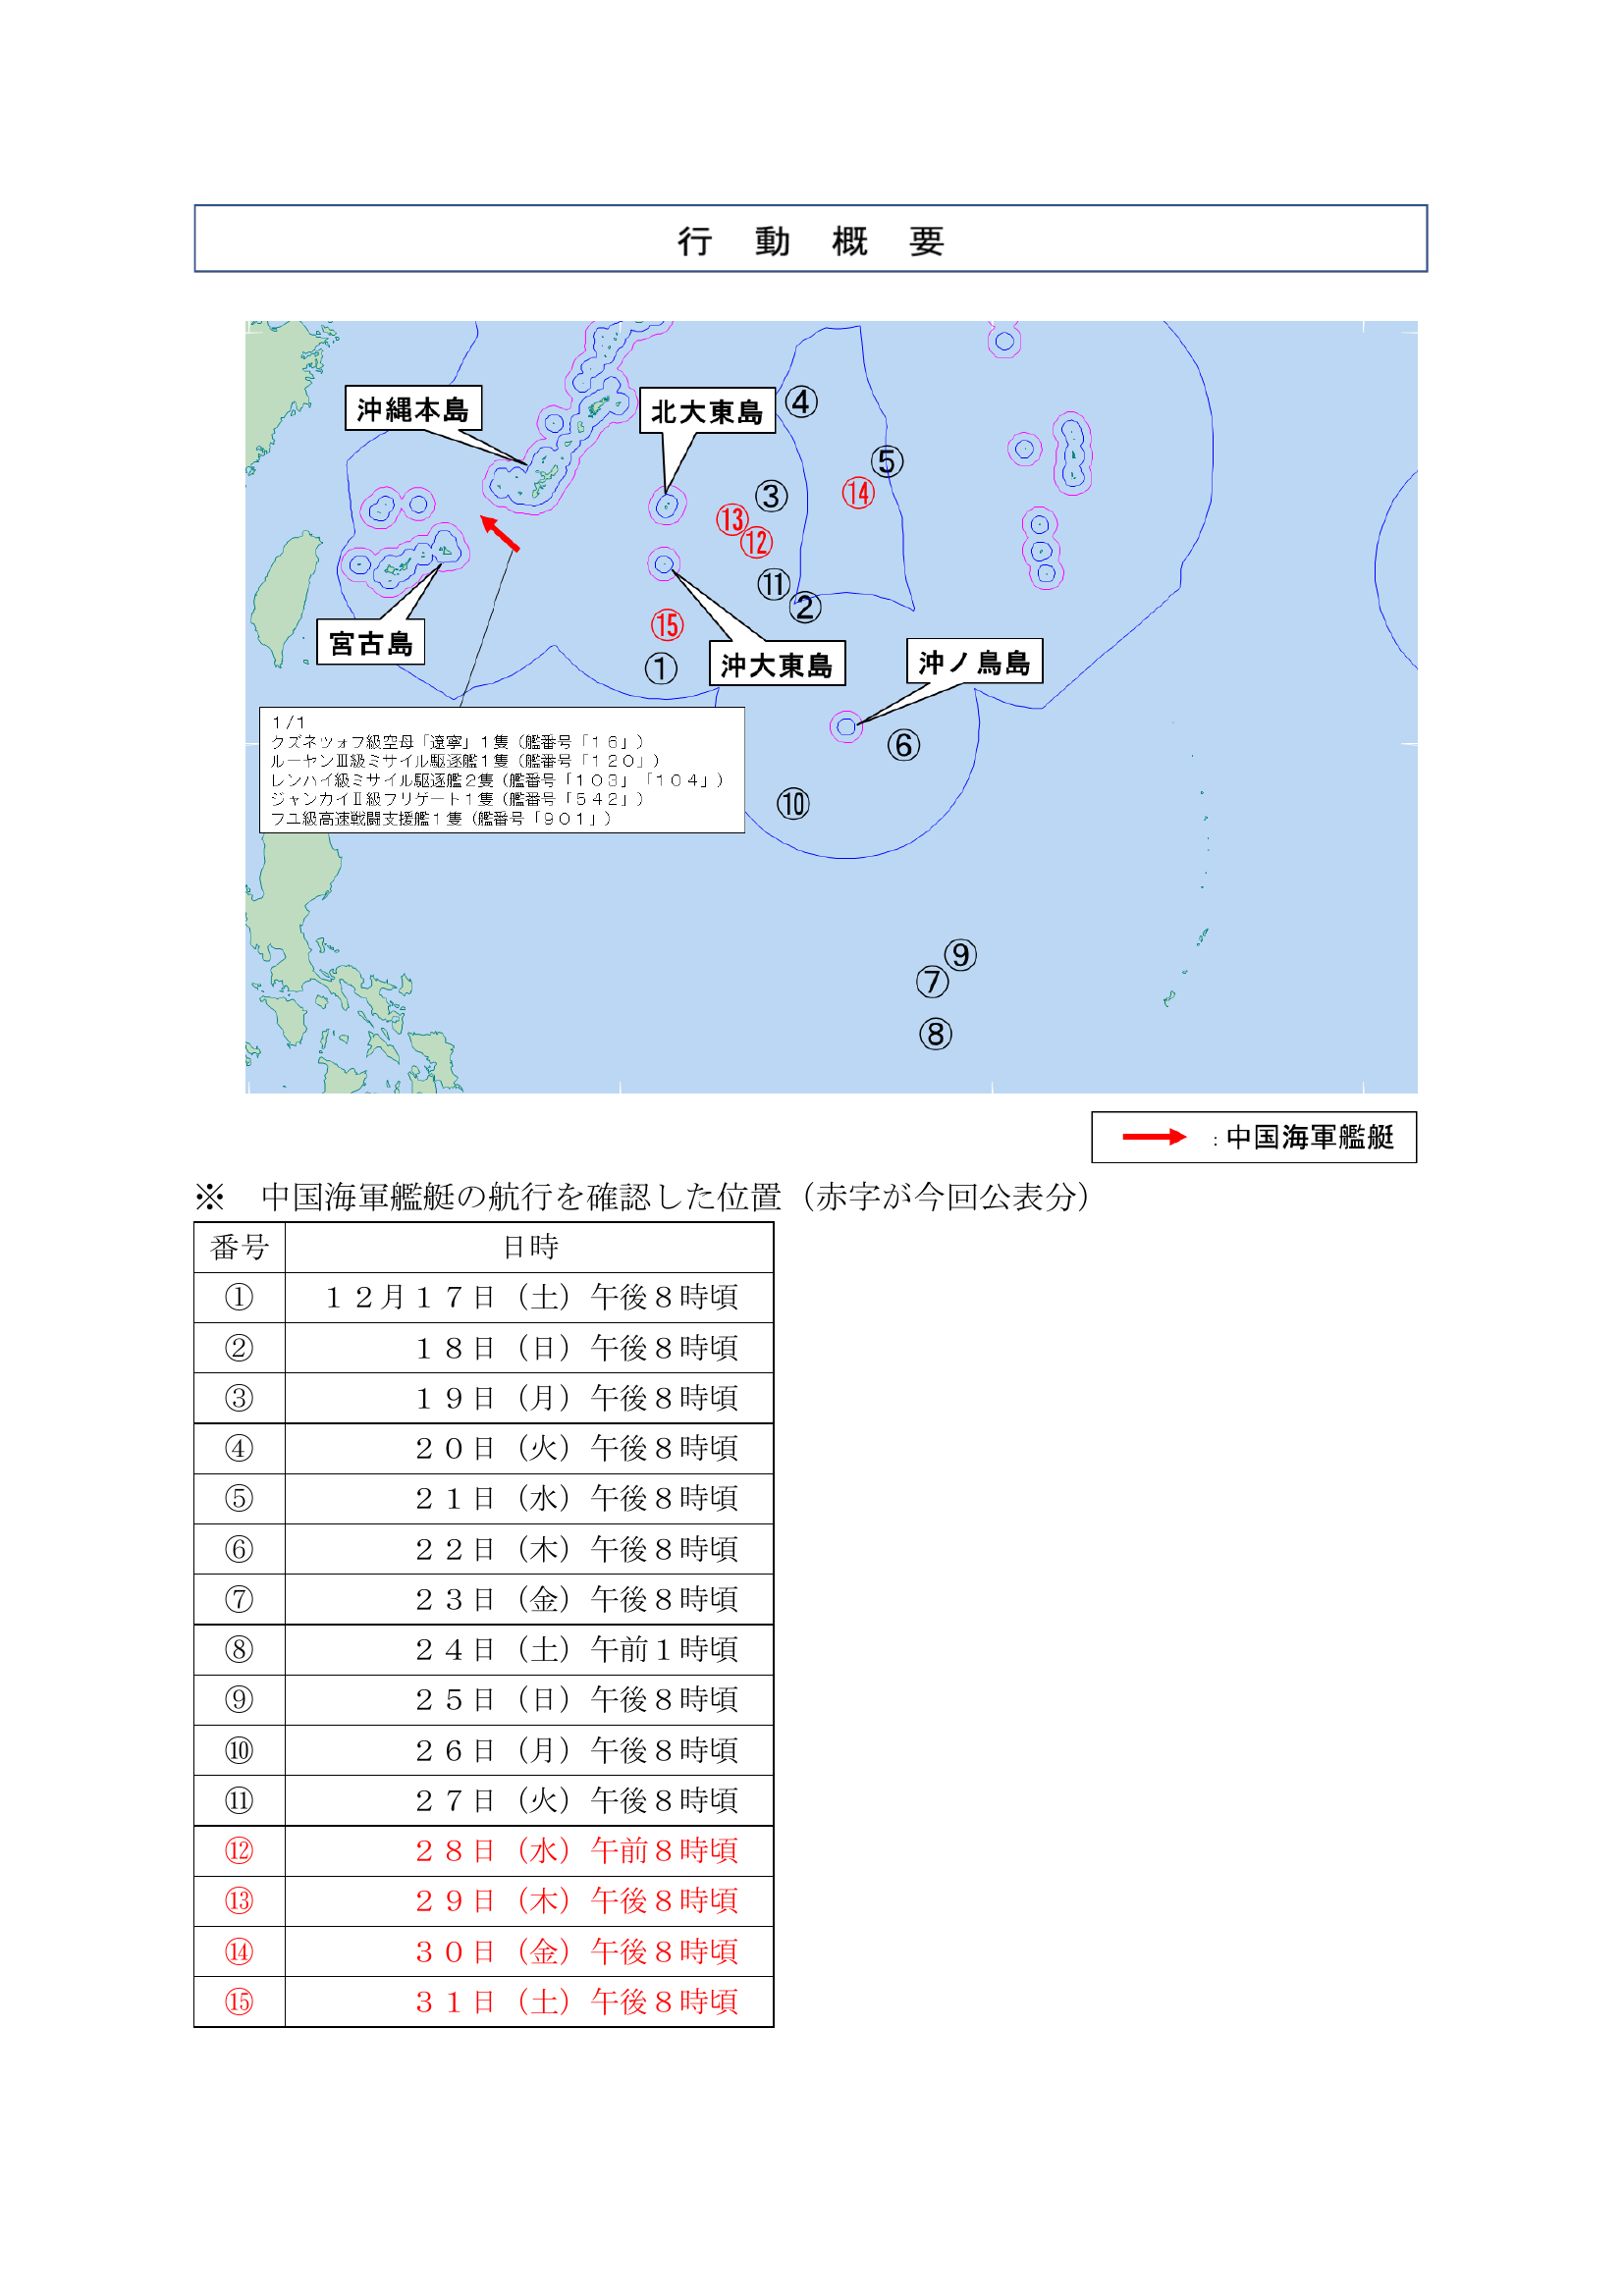 行 動 概 要
沖縄本島
北大東島
④
⑤
③
⑭
⑬
⑫
⑪
②
⑮
宮古島
①
沖大東島
沖ノ鳥島
1/1
クズネツォフ級空母「遼寧」1隻（艦番号「16」）
ルーヤンⅢ級ミサイル駆逐艦1隻（艦番号「120」）
レンハイ級ミサイル駆逐艦2隻（艦番号「103」「104」）
ジャンカイⅡ級フリゲート1隻（艦番号「542」）
フユ級高速戦闘支援艦1隻（艦番号「901」）
⑥
⑩
⑨
⑦
⑧
：中国海軍艦艇
※　中国海軍艦艇の航行を確認した位置（赤字が今回公表分）
番号 日時
① １２月１７日（土）午後８時頃
② １８日（日）午後８時頃
③ １９日（月）午後８時頃
④ ２０日（火）午後８時頃
⑤ ２１日（水）午後８時頃
⑥ ２２日（木）午後８時頃
⑦ ２３日（金）午後８時頃
⑧ ２４日（土）午前１時頃
⑨ ２５日（日）午後８時頃
⑩ ２６日（月）午後８時頃
⑪ ２７日（火）午後８時頃
⑫ ２８日（水）午前８時頃
⑬ ２９日（木）午後８時頃
⑭ ３０日（金）午後８時頃
⑮ ３１日（土）午後８時頃